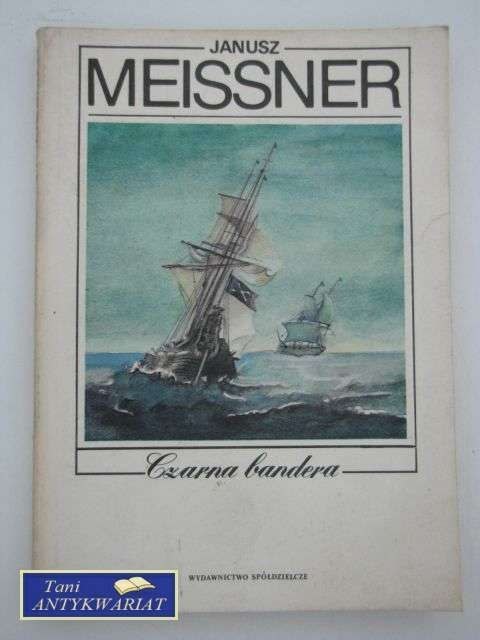 JANUSZ
MEISSNER
Czarna bandera
WYDAWNICTWO SPÓŁDZIELCZE
Tani
ANTYKWARIAT